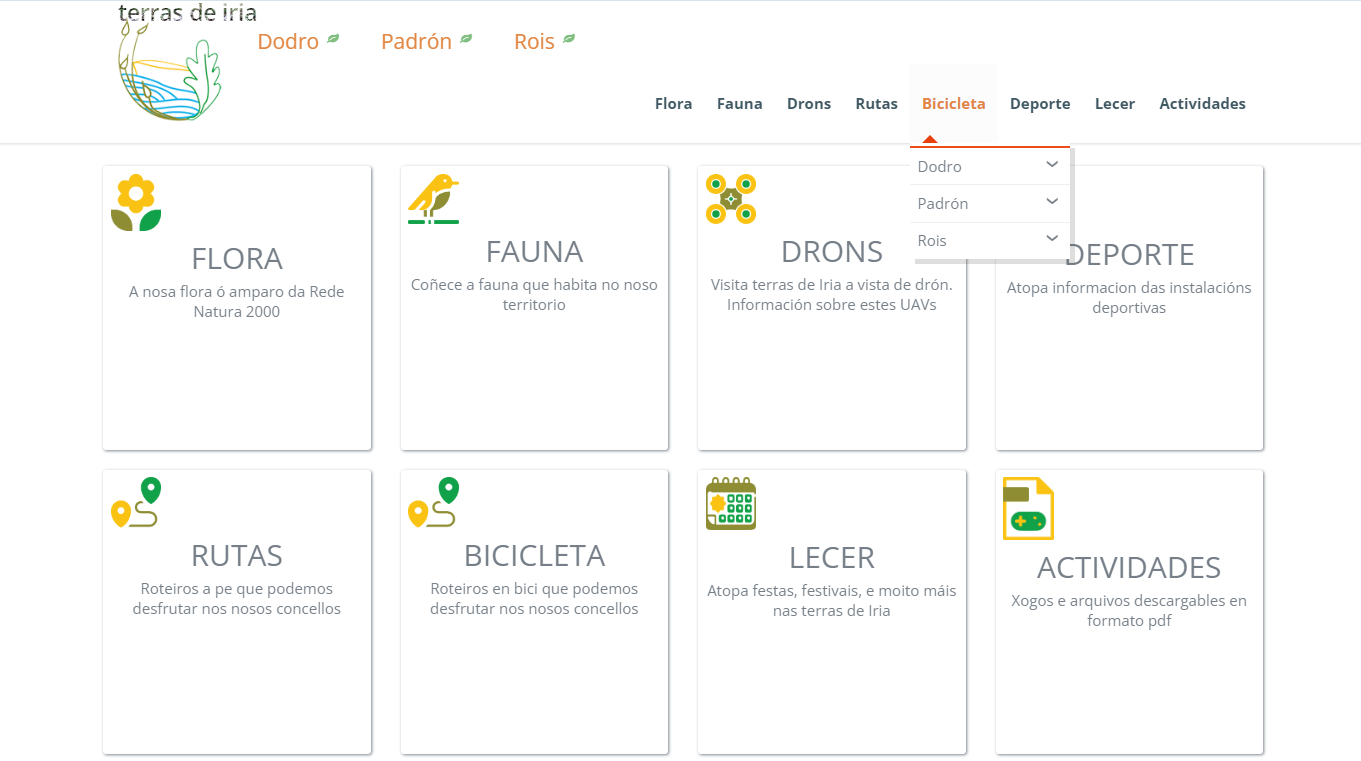 terras de iria
Dodro
Padrón
Rois
Flora
Fauna
Drons
Rutas
Bicicleta
Deporte
Lecer
Actividades
Dodro
Padrón
Rois
FLORA
A nosa flora ó amparo da Rede
Natura 2000
FAUNA
Coñece a fauna que habita no noso
territorio
DRONS
Visita terras de Iria a vista de drón.
Información sobre estes UAVs
DEPORTE
Atopa informacion das instalacións
deportivas
RUTAS
Roteiros a pe que podemos
desfrutar nos nosos concellos
BICICLETA
Roteiros en bici que podemos
desfrutar nos nosos concellos
LECER
Atopa festas, festivais, e moito máis
nas terras de Iria
ACTIVIDADES
Xogos e arquivos descargables en
formato pdf